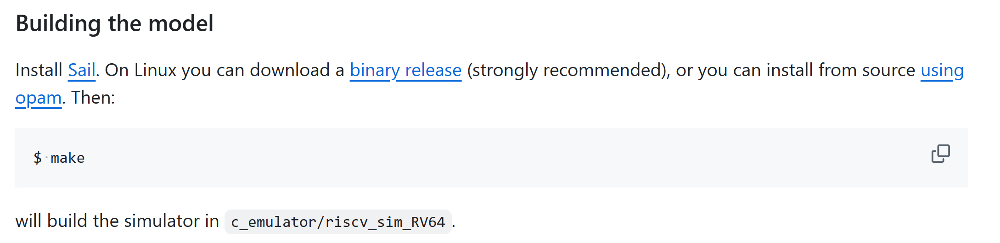 Building the model
Install Sail. On Linux you can download a binary release (strongly recommended), or you can install from source using
opam. Then:
$ make
will build the simulator in c_emulator/riscv_sim_RV64.